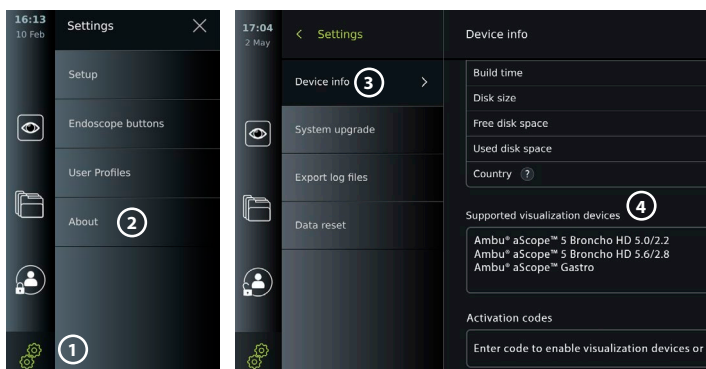 16:13
10 Feb
Settings
Setup
Endoscope buttons
User Profiles
About
2
1
17:04
2 May
< Settings
Device info
3
>
System upgrade
Export log files
Data reset
Device info
Build time
Disk size
Free disk space
Used disk space
Country ?
Supported visualization devices
4
Ambu® aScope™ 5 Broncho HD 5.0/2.2
Ambu® aScope™ 5 Broncho HD 5.6/2.8
Ambu® aScope™ Gastro
Activation codes
Enter code to enable visualization devices or